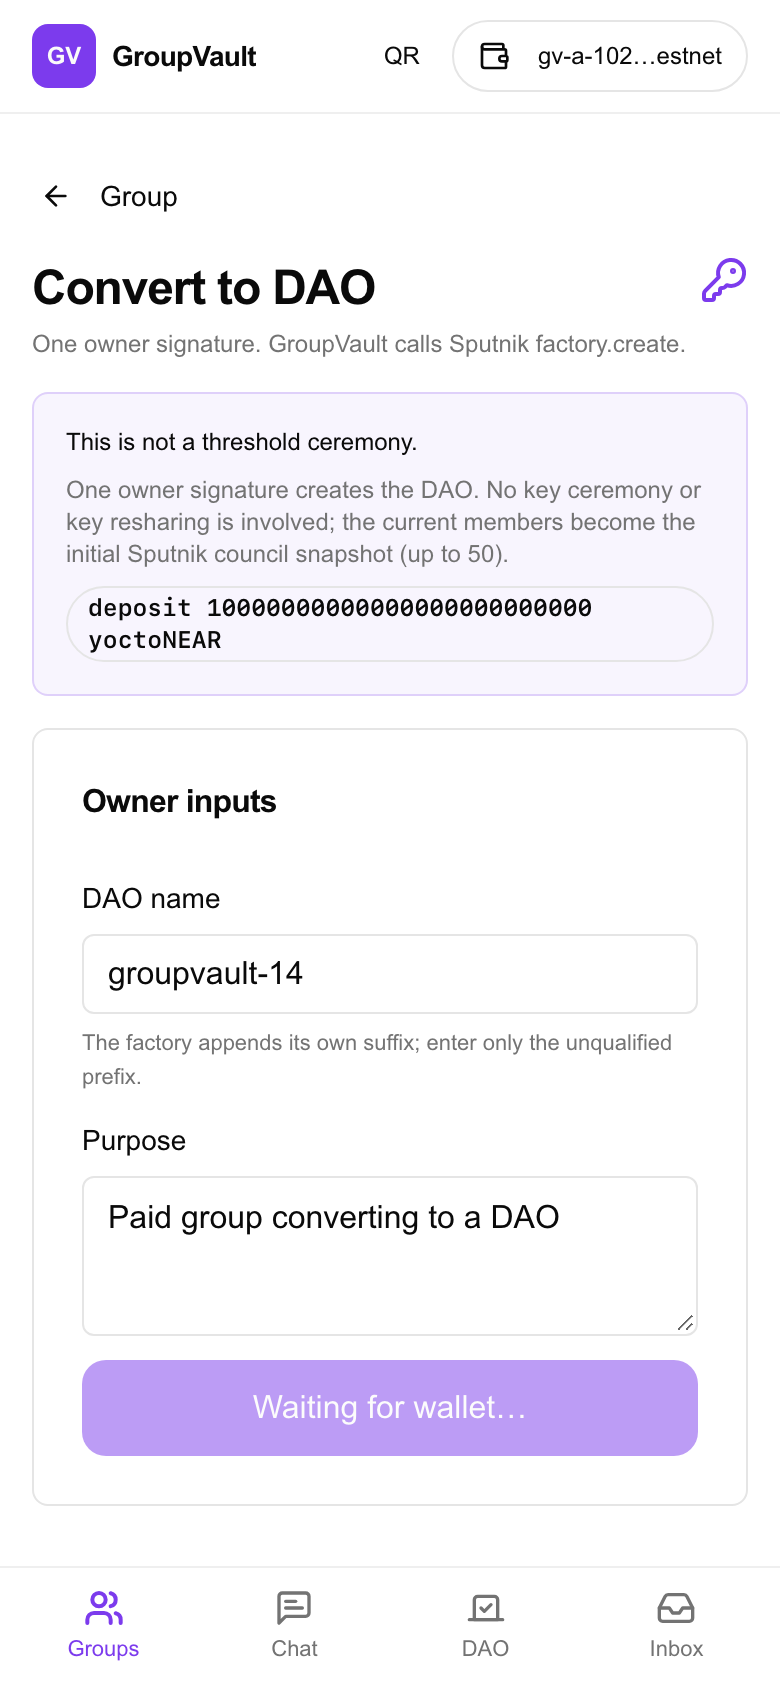 GV GroupVault QR gv-a-102...estnet
Group
Convert to DAO
One owner signature. GroupVault calls Sputnik factory.create.
This is not a threshold ceremony.
One owner signature creates the DAO. No key ceremony or
key resharing is involved; the current members become the
initial Sputnik council snapshot (up to 50).
deposit 10000000000000000000000000
yoctoNEAR
Owner inputs
DAO name
groupvault-14
The factory appends its own suffix; enter only the unqualified
prefix.
Purpose
Paid group converting to a DAO
Waiting for wallet...
Groups Chat DAO Inbox